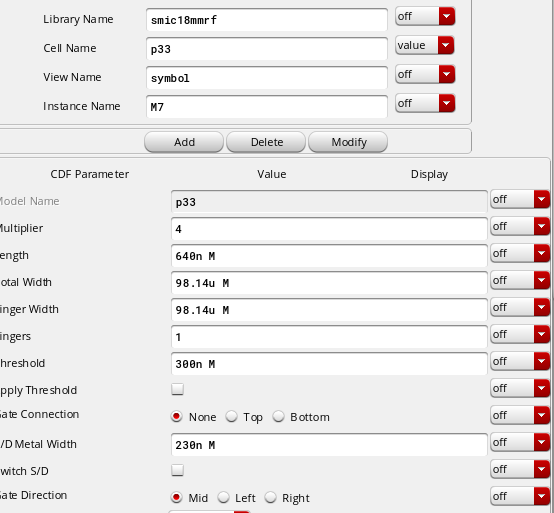 Library Name smic18mmrf off
Cell Name p33 value
View Name symbol off
Instance Name M7 off
Add Delete Modify
CDF Parameter Value Display
Model Name p33 off
Multiplier 4 off
ength 640n M off
otal Width 98.14u M off
inger Width 98.14u M off
ingers 1 off
hreshold 300n M off
pply Threshold off
Gate Connection None Top Bottom off
/D Metal Width 230n M off
witch S/D off
Gate Direction Mid Left Right off